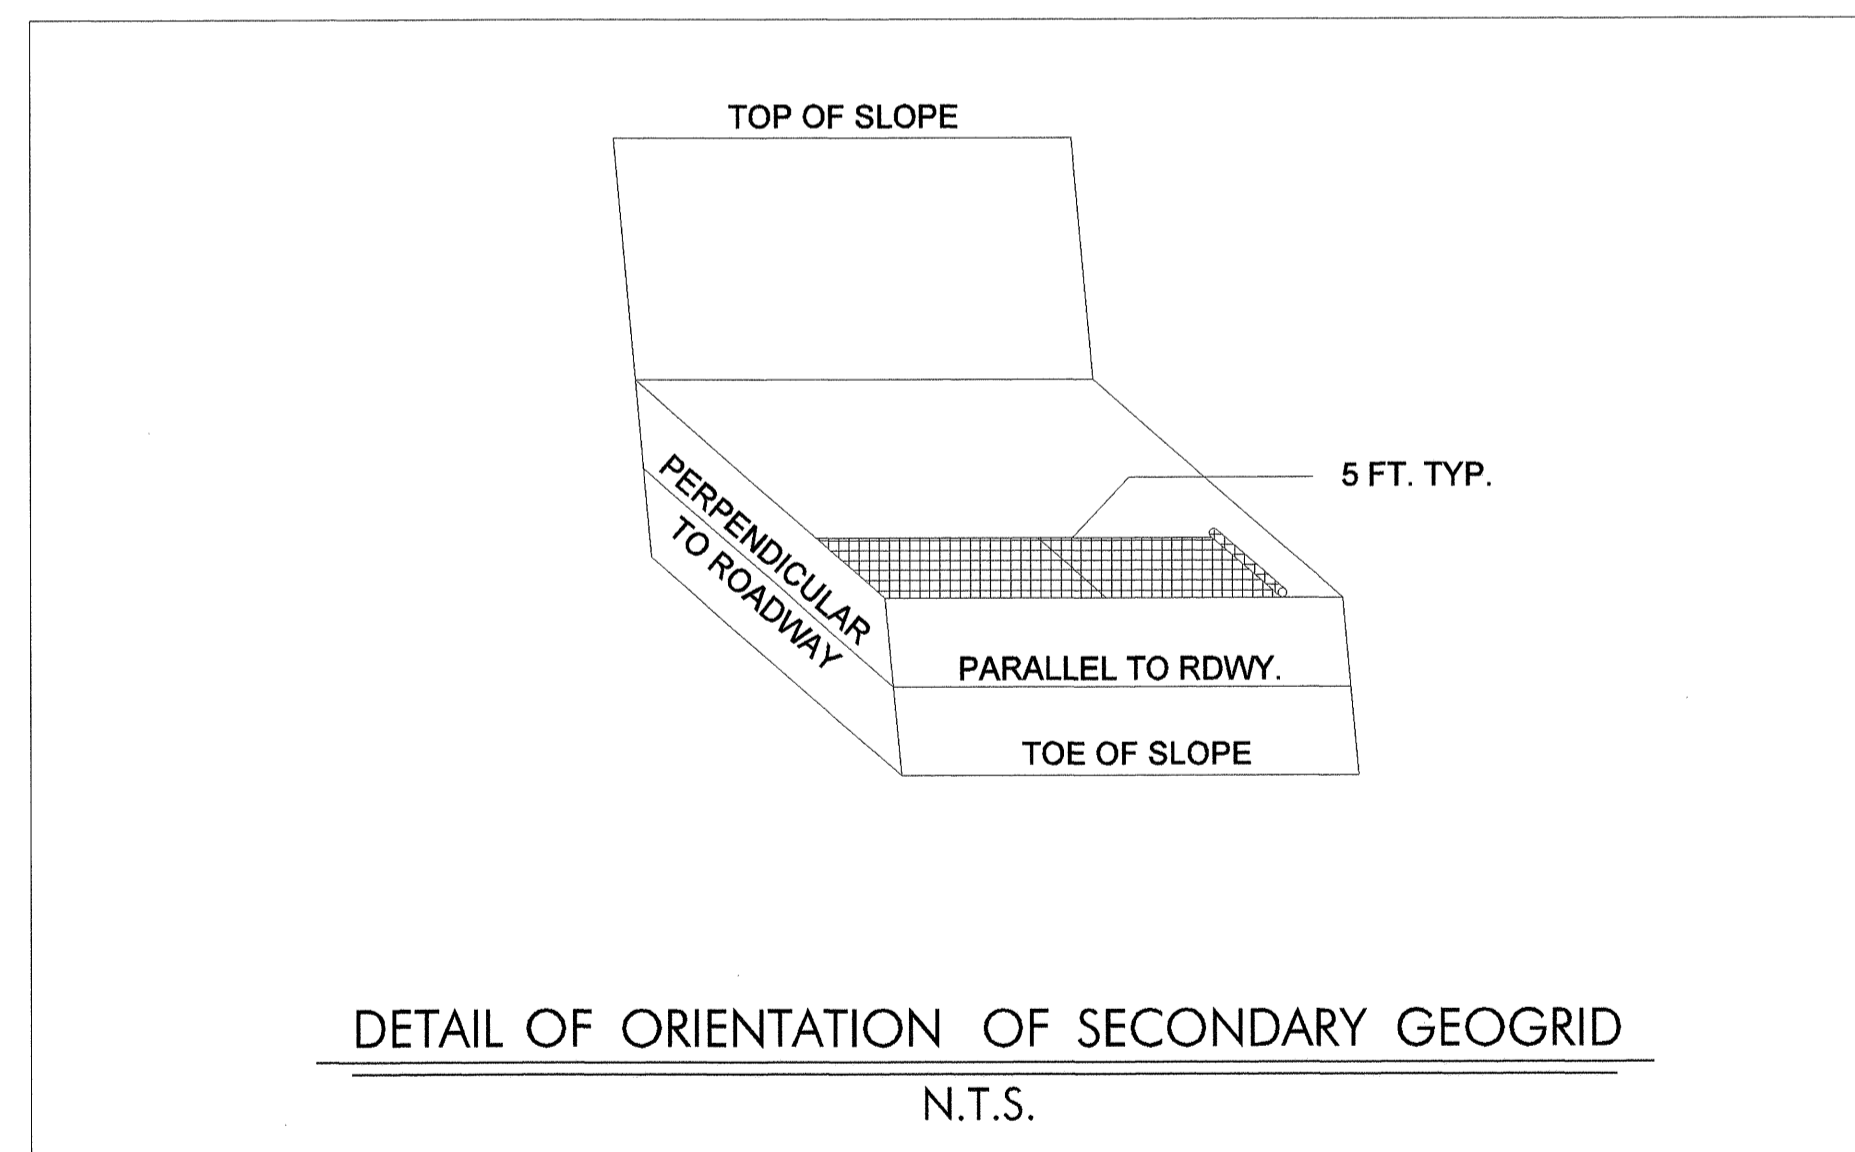 TOP OF SLOPE
5 FT. TYP.
PERPENDICULAR
TO ROADWAY
PARALLEL TO RDWY.
TOE OF SLOPE
DETAIL OF ORIENTATION OF SECONDARY GEOGRID
N.T.S.